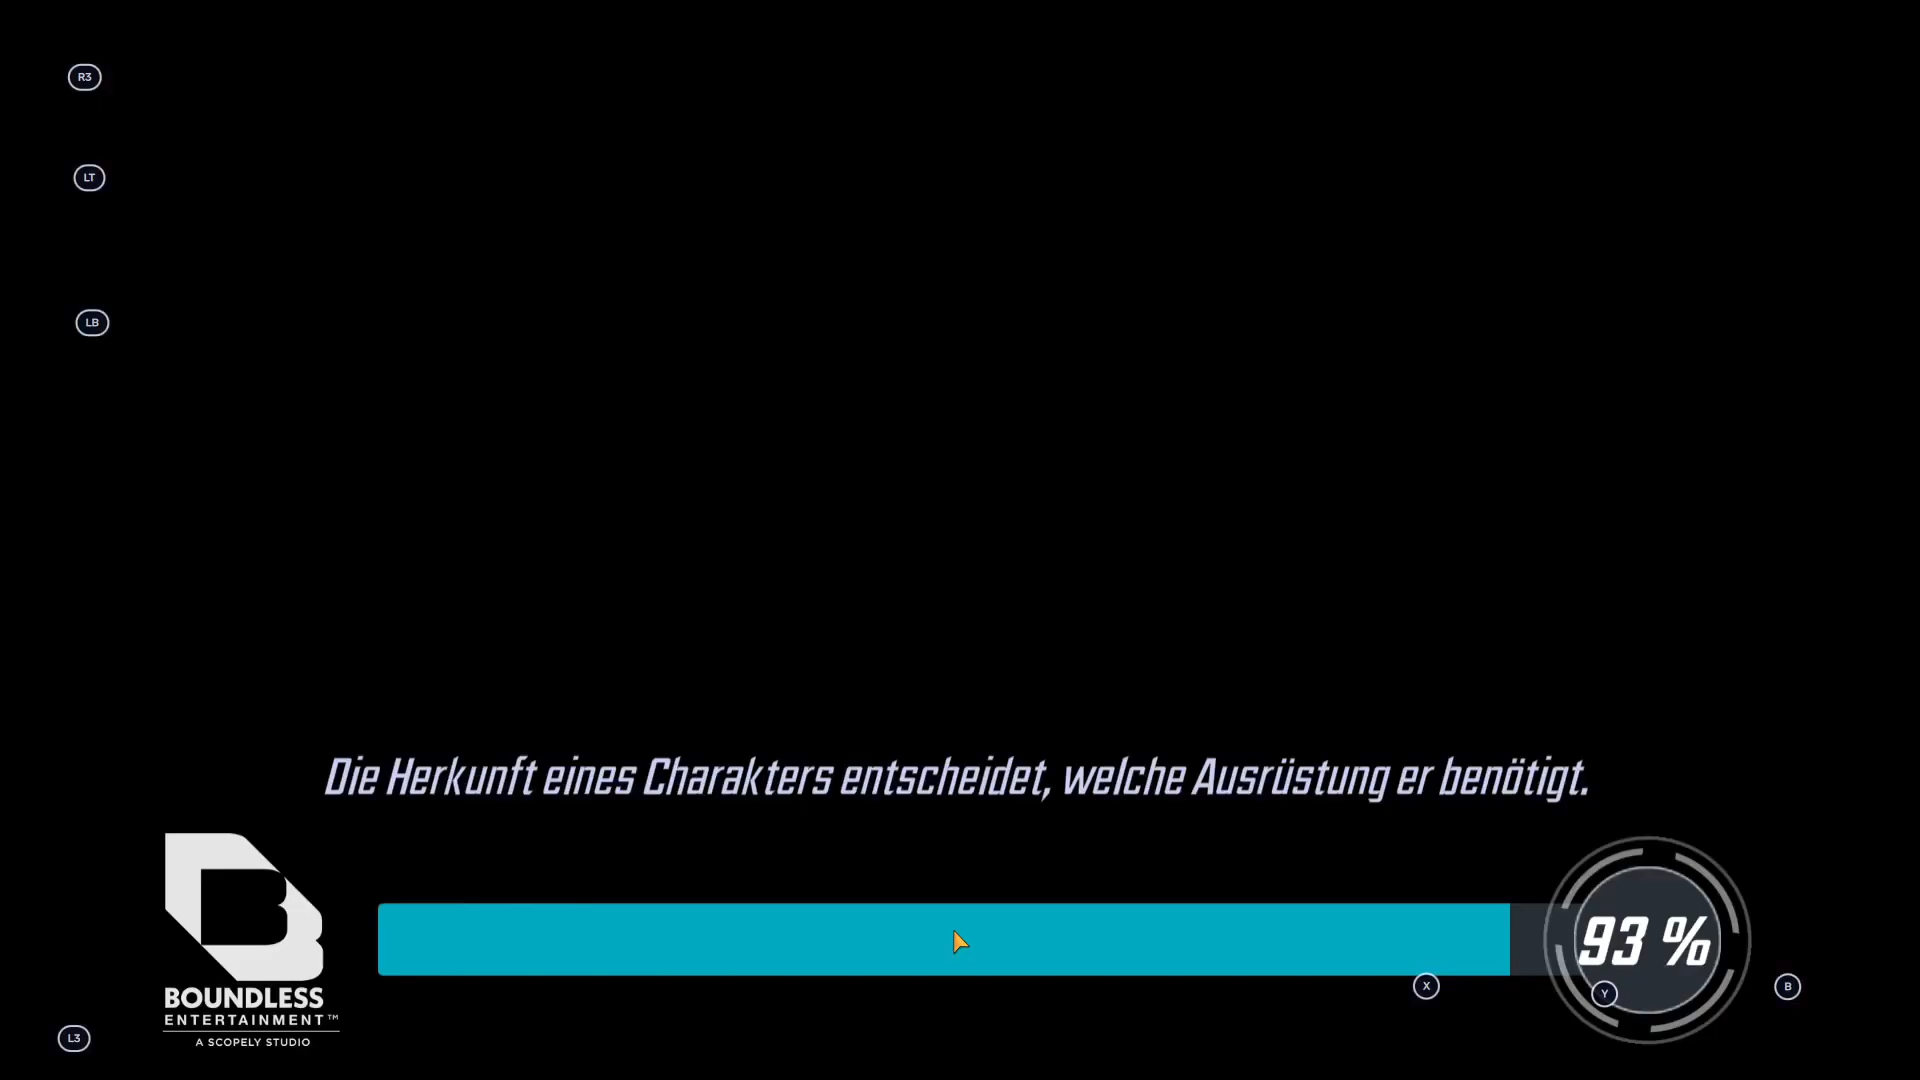 R3
LT
LB
Die Herkunft eines Charakters entscheidet, welche Ausrüstung er benötigt.
93 %
X
Y
B
BOUNDLESS
ENTERTAINMENT™
A SCOPELY STUDIO
L3